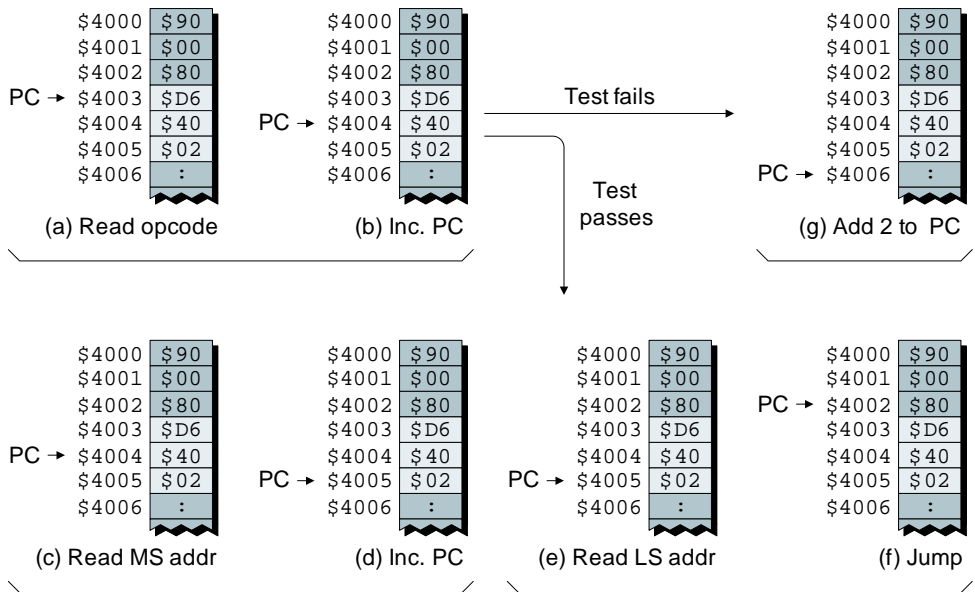 $4000 $90
$4001 $00
$4002 $80
PC → $4003 $D6
$4004 $40
$4005 $02
$4006 :
(a) Read opcode
$4000 $90
$4001 $00
$4002 $80
$4003 $D6
PC → $4004 $40
$4005 $02
$4006 :
(b) Inc. PC
Test fails
Test
passes
$4000 $90
$4001 $00
$4002 $80
$4003 $D6
$4004 $40
$4005 $02
PC → $4006 :
(g) Add 2 to PC
$4000 $90
$4001 $00
$4002 $80
$4003 $D6
PC → $4004 $40
$4005 $02
$4006 :
(c) Read MS addr
$4000 $90
$4001 $00
$4002 $80
$4003 $D6
$4004 $40
PC → $4005 $02
$4006 :
(d) Inc. PC
$4000 $90
$4001 $00
$4002 $80
$4003 $D6
$4004 $40
PC → $4005 $02
$4006 :
(e) Read LS addr
$4000 $90
$4001 $00
PC → $4002 $80
$4003 $D6
$4004 $40
$4005 $02
$4006 :
(f) Jump